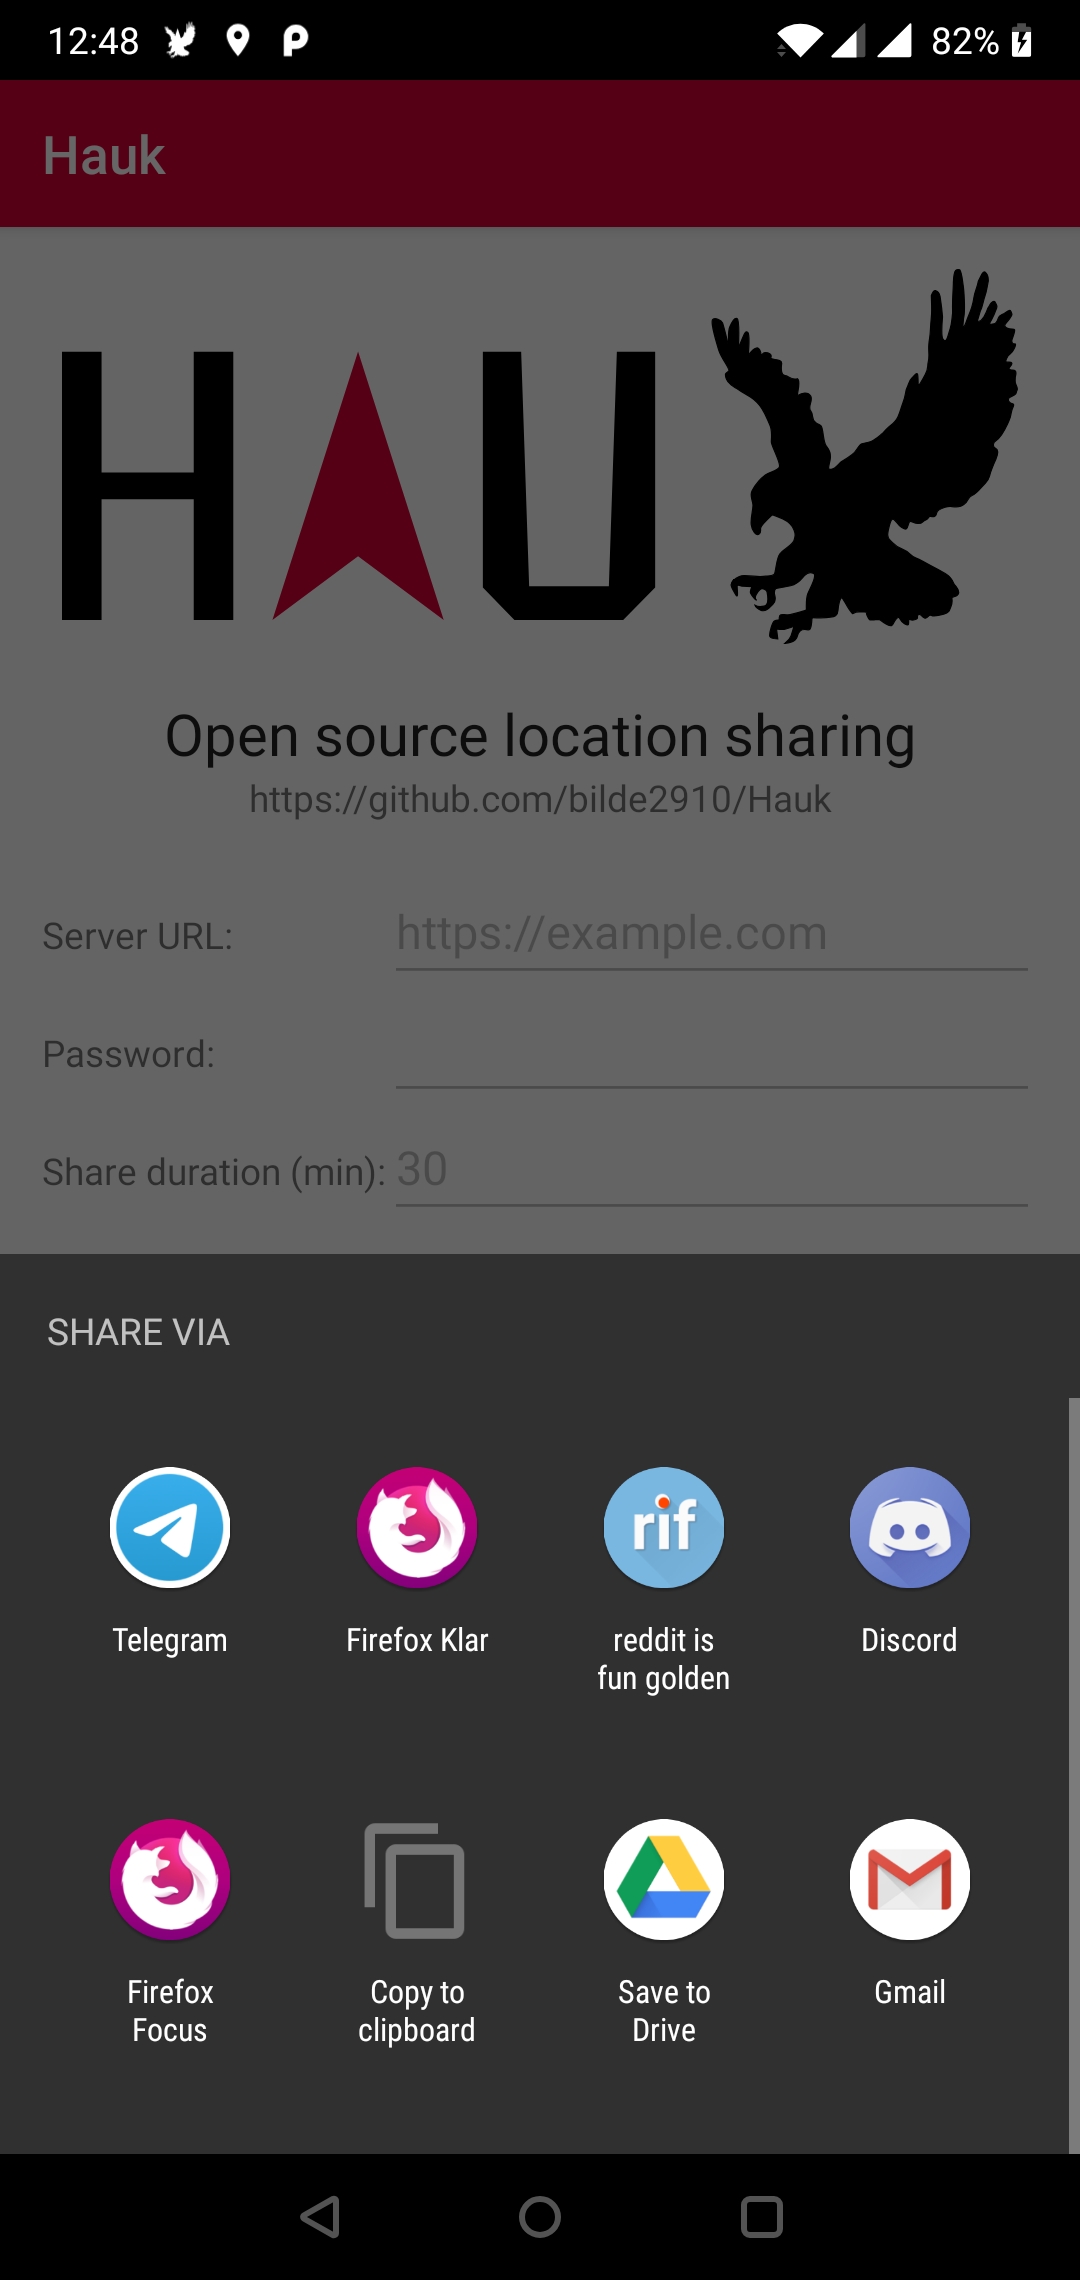 12:48
82%
Hauk
HAU
Open source location sharing
https://github.com/bilde2910/Hauk
Server URL:
https://example.com
Password:
Share duration (min):
30
SHARE VIA
rif
Telegram
Firefox Klar
reddit is
fun golden
Discord
Firefox
Focus
Copy to
clipboard
Save to
Drive
Gmail